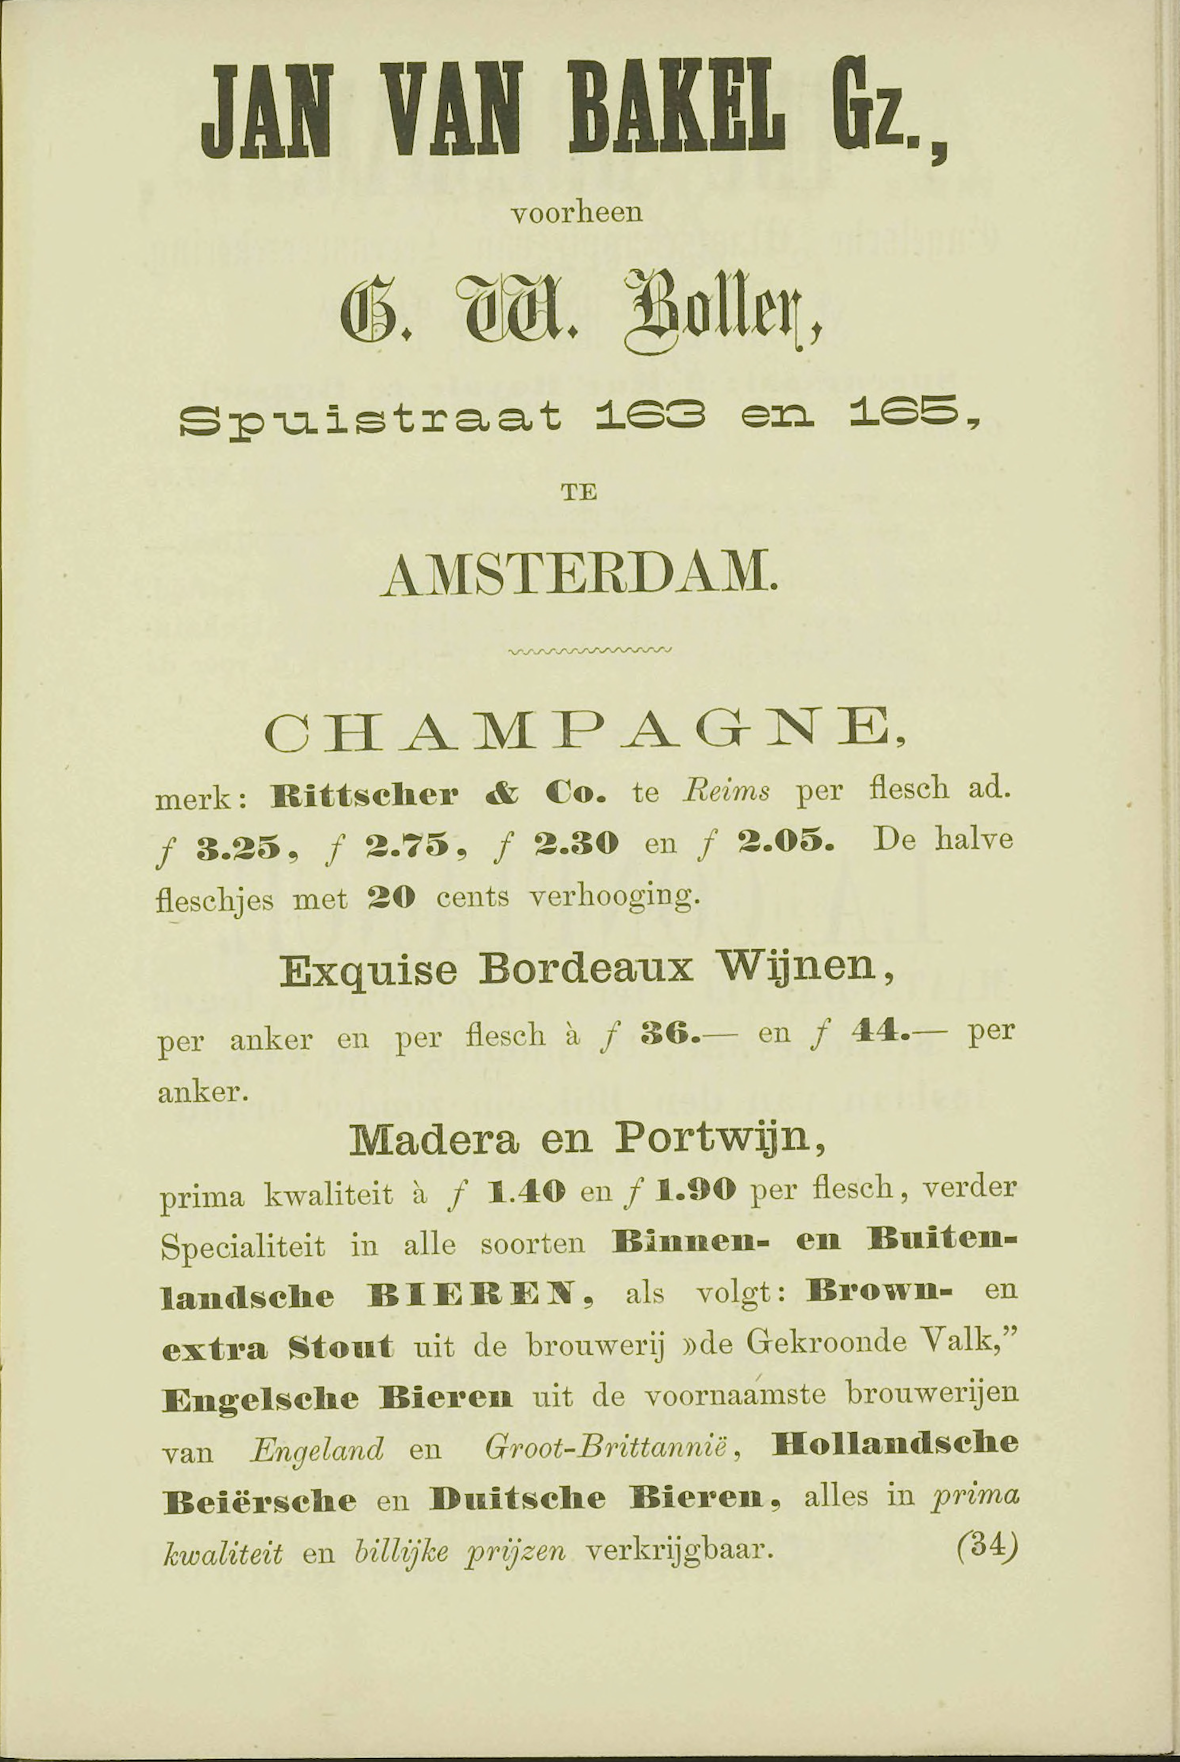 JAN VAN BAKEL Gz.,
voorheen
G. W. Boller,
Spuistraat 163 en 165,
TE
AMSTERDAM.
CHAMPAGNE,
merk: Rittscher & Co. te Reims per flesch ad.
ƒ 3.25, ƒ 2.75, ƒ 2.30 en ƒ 2.05. De halve
fleschjes met 20 cents verhooging.
Exquise Bordeaux Wijnen,
per anker en per flesch à ƒ 36.— en ƒ 44.— per
anker.
Madera en Portwijn,
prima kwaliteit à ƒ 1.40 en ƒ 1.90 per flesch, verder
Specialiteit in alle soorten Binnen- en Buiten-
landsche BIEREN, als volgt: Brown- en
extra Stout uit de brouwerij »de Gekroonde Valk,”
Engelsche Bieren uit de voornaamste brouwerijen
van Engeland en Groot-Brittannië, Hollandsche
Beiërsche en Duitsche Bieren, alles in prima
kwaliteit en billijke prijzen verkrijgbaar. (34)